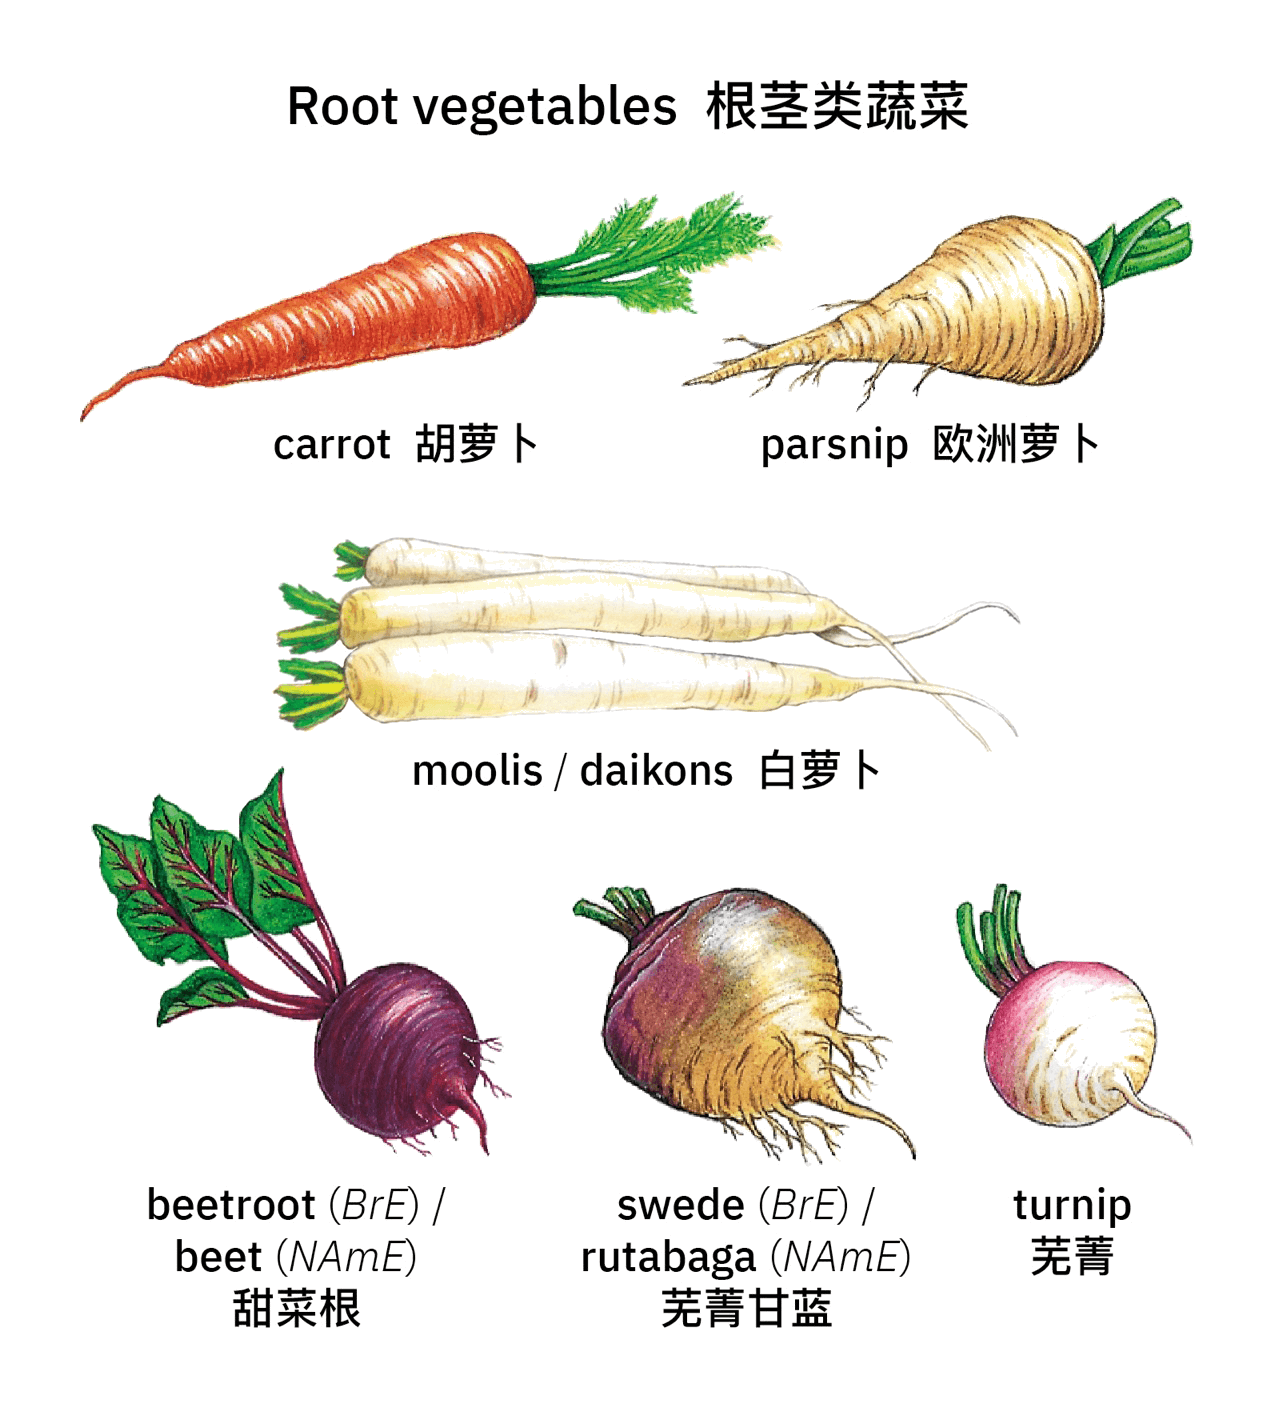 Root vegetables 根茎类蔬菜
carrot 胡萝卜
parsnip 欧洲萝卜
moolis / daikons 白萝卜
beetroot (BrE) /
beet (NAmE)
甜菜根
swede (BrE) /
rutabaga (NAmE)
芜菁甘蓝
turnip
芜菁